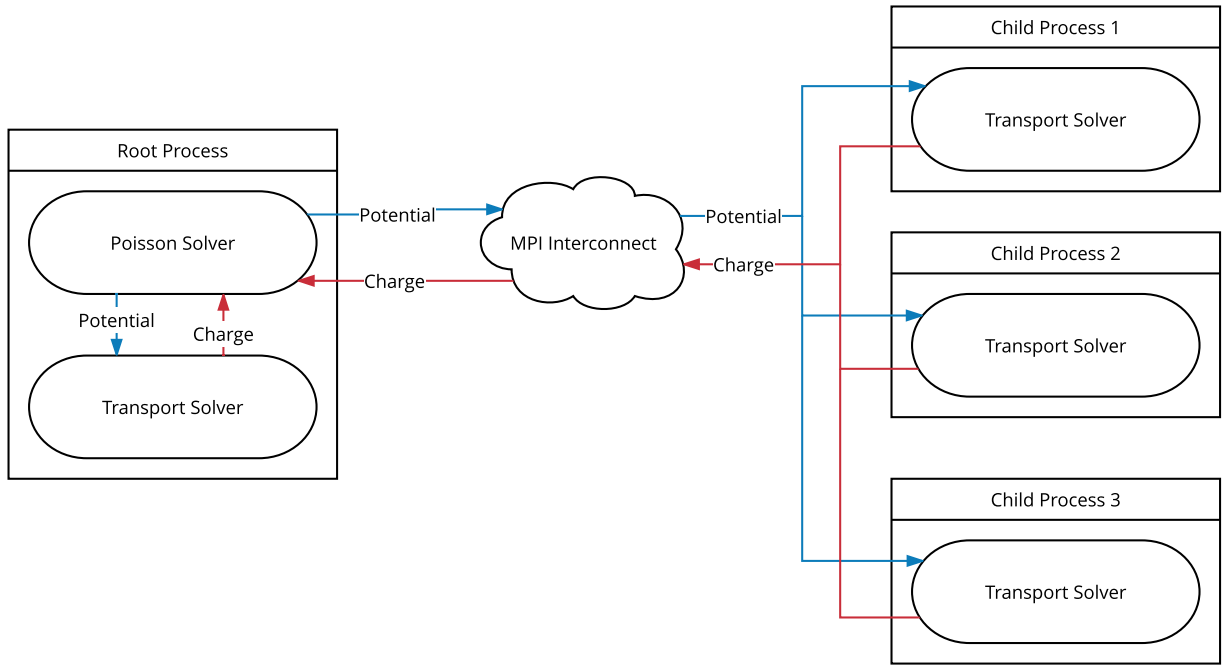 Root Process
Poisson Solver
Potential
Charge
Transport Solver
Potential
Charge
MPI Interconnect
Potential
Charge
Child Process 1
Transport Solver
Child Process 2
Transport Solver
Child Process 3
Transport Solver